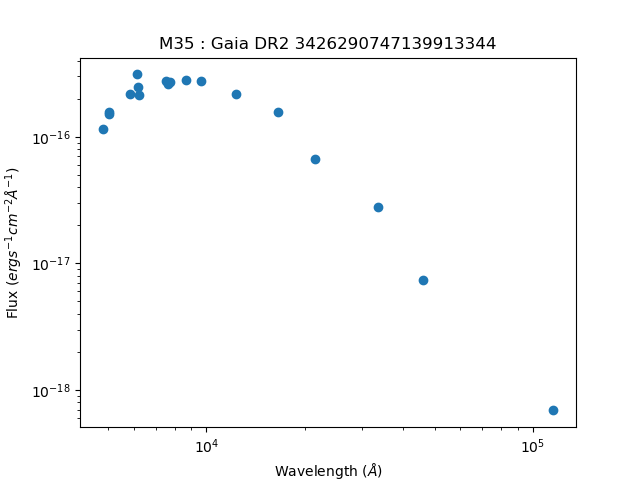 M35 : Gaia DR2 3426290747139913344
Flux (ergs⁻¹cm⁻²Å⁻¹)
10⁻¹⁶
10⁻¹⁷
10⁻¹⁸
10⁴
10⁵
Wavelength (Å)